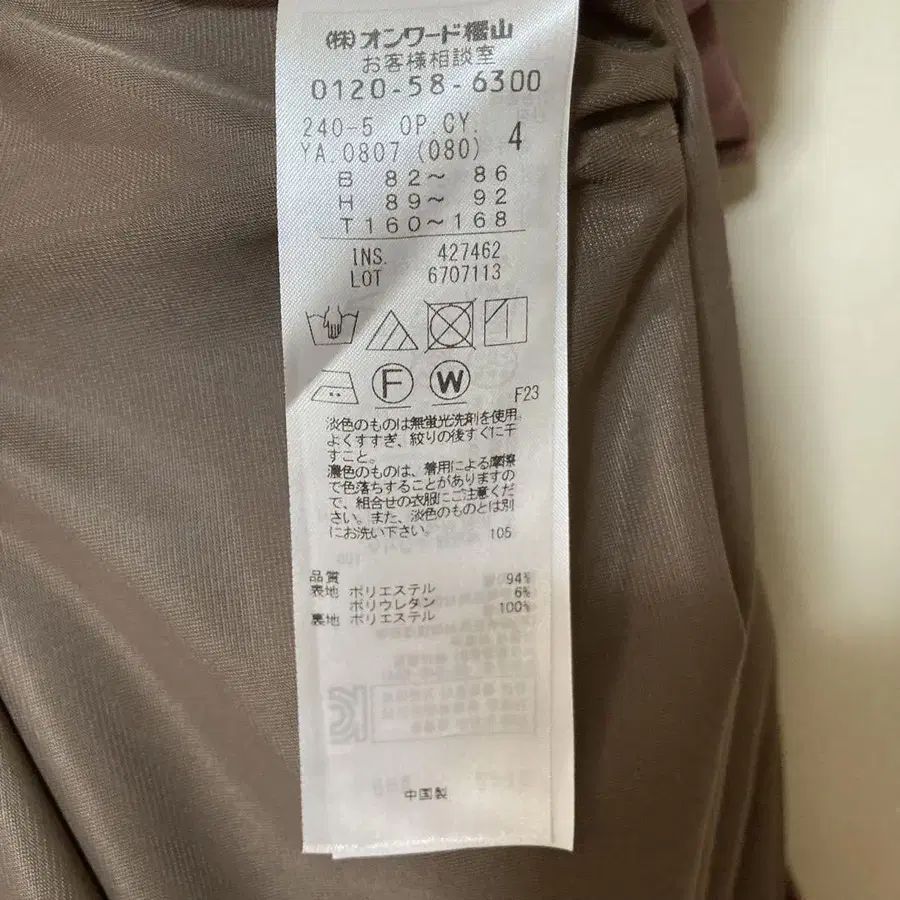 (株)オンワード樫山
お客様相談室
0120-58-6300
240-5 OP.CY.
YA.0807 (080) 4
B 82～ 86
H 89～ 92
T160～168
INS. 427462
LOT 6707113
F W F23
淡色のものは無蛍光洗剤を使用。
よくすすぎ、絞りの後すぐに干
すこと。
濃色のものは、着用による摩擦
で色落ちすることがありますの
で、組合せの衣服にご注意くだ
さい。また、淡色のものとは別
にお洗い下さい。 105
品質
表地 ポリエステル 94%
ポリウレタン 6%
裏地 ポリエステル 100%
中国製